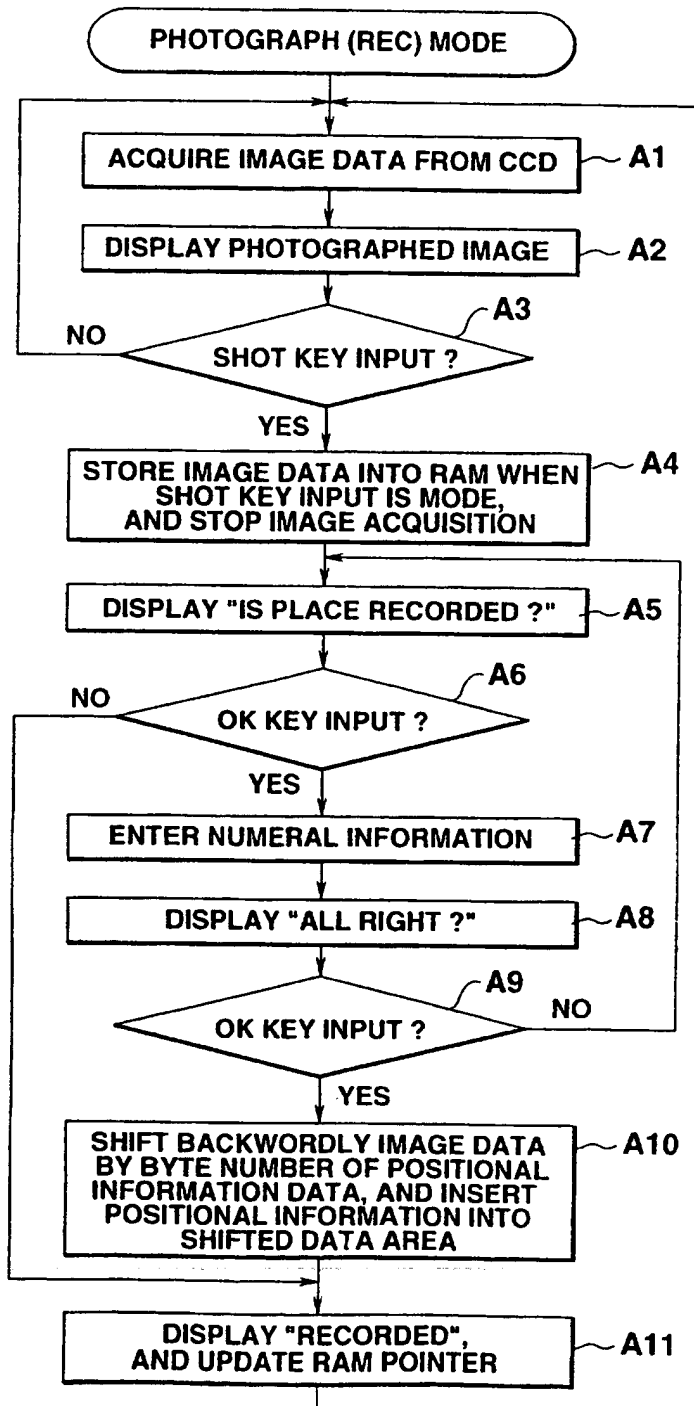 PHOTOGRAPH (REC) MODE
ACQUIRE IMAGE DATA FROM CCD
A1
DISPLAY PHOTOGRAPHED IMAGE
A2
A3
NO
SHOT KEY INPUT ?
YES
STORE IMAGE DATA INTO RAM WHEN
SHOT KEY INPUT IS MODE,
AND STOP IMAGE ACQUISITION
A4
DISPLAY "IS PLACE RECORDED ?"
A5
A6
NO
OK KEY INPUT ?
YES
ENTER NUMERAL INFORMATION
A7
DISPLAY "ALL RIGHT ?"
A8
A9
OK KEY INPUT ?
NO
YES
SHIFT BACKWORDLY IMAGE DATA
BY BYTE NUMBER OF POSITIONAL
INFORMATION DATA, AND INSERT
POSITIONAL INFORMATION INTO
SHIFTED DATA AREA
A10
DISPLAY "RECORDED",
AND UPDATE RAM POINTER
A11